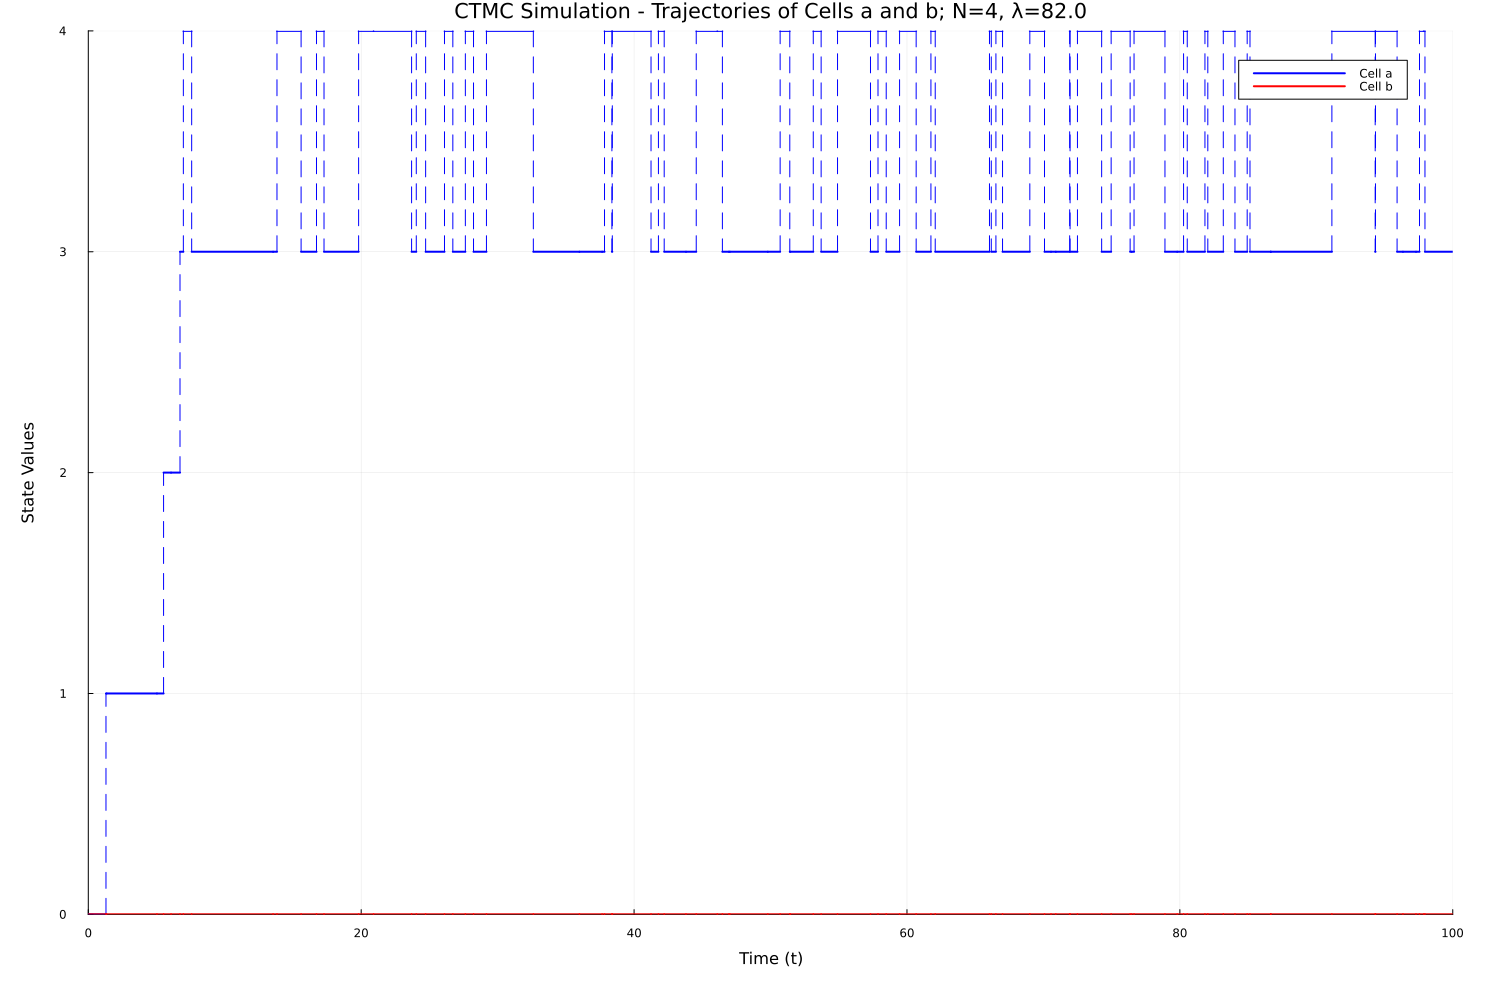 CTMC Simulation - Trajectories of Cells a and b; N=4, λ=82.0
4
Cell a
Cell b
3
State Values
2
1
0
0 20 40 60 80 100
Time (t)